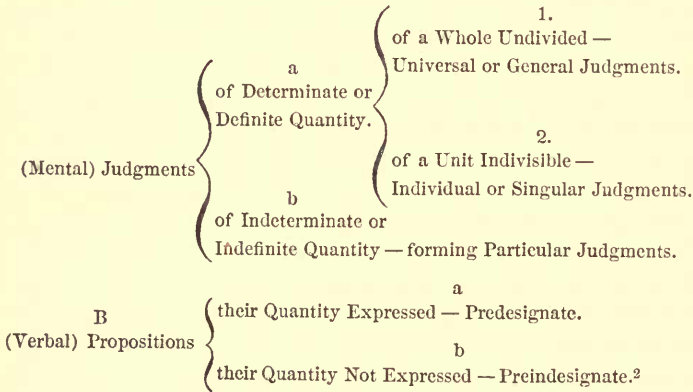 1.
of a Whole Undivided —
Universal or General Judgments.
a
of Determinate or
Definite Quantity.
2.
of a Unit Indivisible —
Individual or Singular Judgments.
(Mental) Judgments
b
of Indeterminate or
Indefinite Quantity — forming Particular Judgments.
B
(Verbal) Propositions
a
their Quantity Expressed — Predesignate.
b
their Quantity Not Expressed — Preindesignate.2